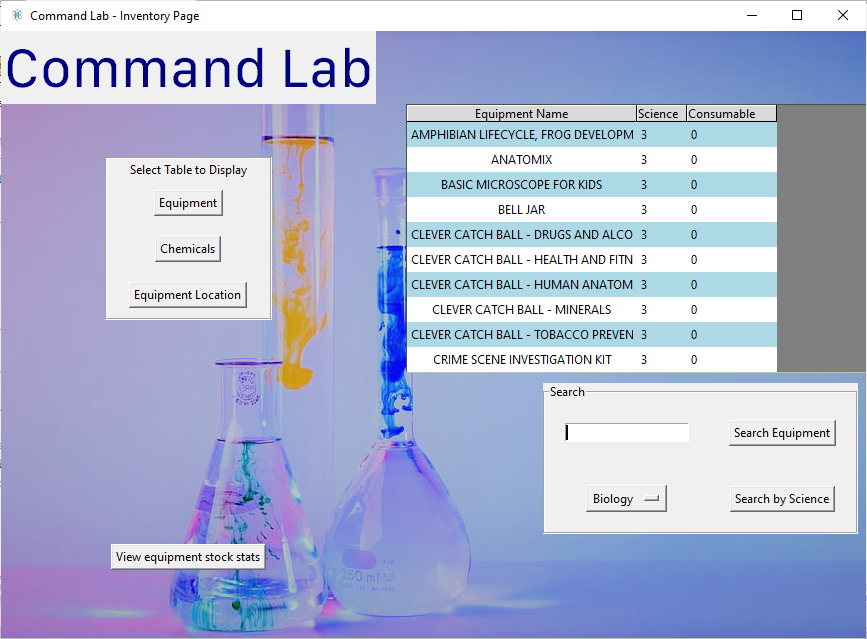 Command Lab - Inventory Page
Command Lab
Equipment Name Science Consumable
AMPHIBIAN LIFECYCLE, FROG DEVELOPM 3 0
ANATOMIX 3 0
BASIC MICROSCOPE FOR KIDS 3 0
BELL JAR 3 0
CLEVER CATCH BALL - DRUGS AND ALCO 3 0
CLEVER CATCH BALL - HEALTH AND FITN 3 0
CLEVER CATCH BALL - HUMAN ANATOM 3 0
CLEVER CATCH BALL - MINERALS 3 0
CLEVER CATCH BALL - TOBACCO PREVEN 3 0
CRIME SCENE INVESTIGATION KIT 3 0
Select Table to Display
Equipment
Chemicals
Equipment Location
Search
Search Equipment
Biology
Search by Science
View equipment stock stats
250 ml